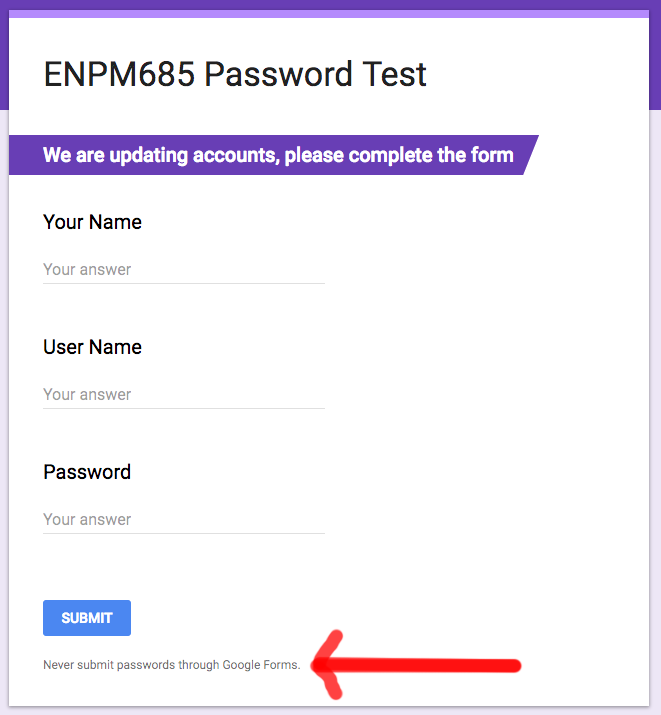 ENPM685 Password Test
We are updating accounts, please complete the form
Your Name
Your answer
User Name
Your answer
Password
Your answer
SUBMIT
Never submit passwords through Google Forms.